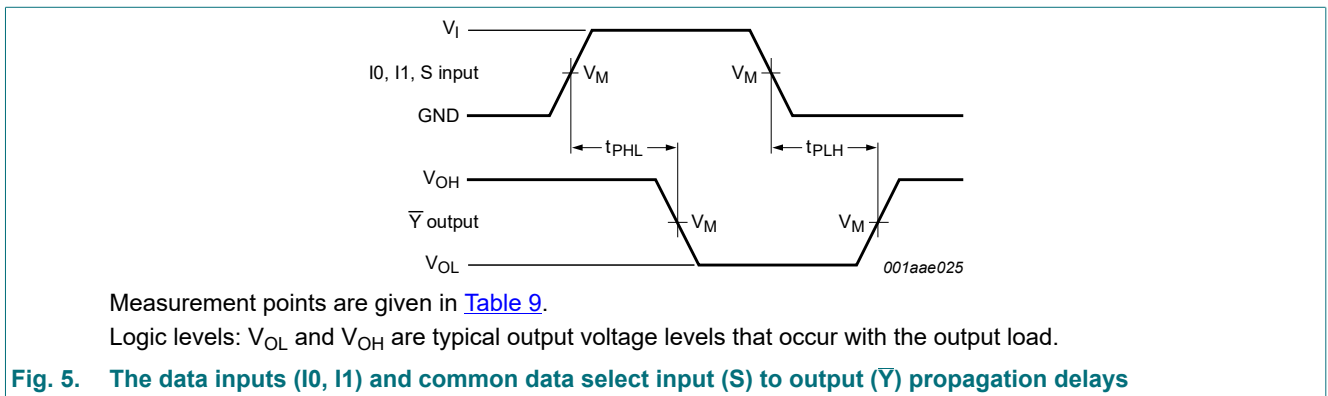 V_I
I0, I1, S input
V_M
V_M
GND
t_PHL
t_PLH
V_OH
Y̅ output
V_M
V_M
V_OL
001aae025
Measurement points are given in Table 9.
Logic levels: V_OL and V_OH are typical output voltage levels that occur with the output load.
Fig. 5. The data inputs (I0, I1) and common data select input (S) to output (Y̅) propagation delays